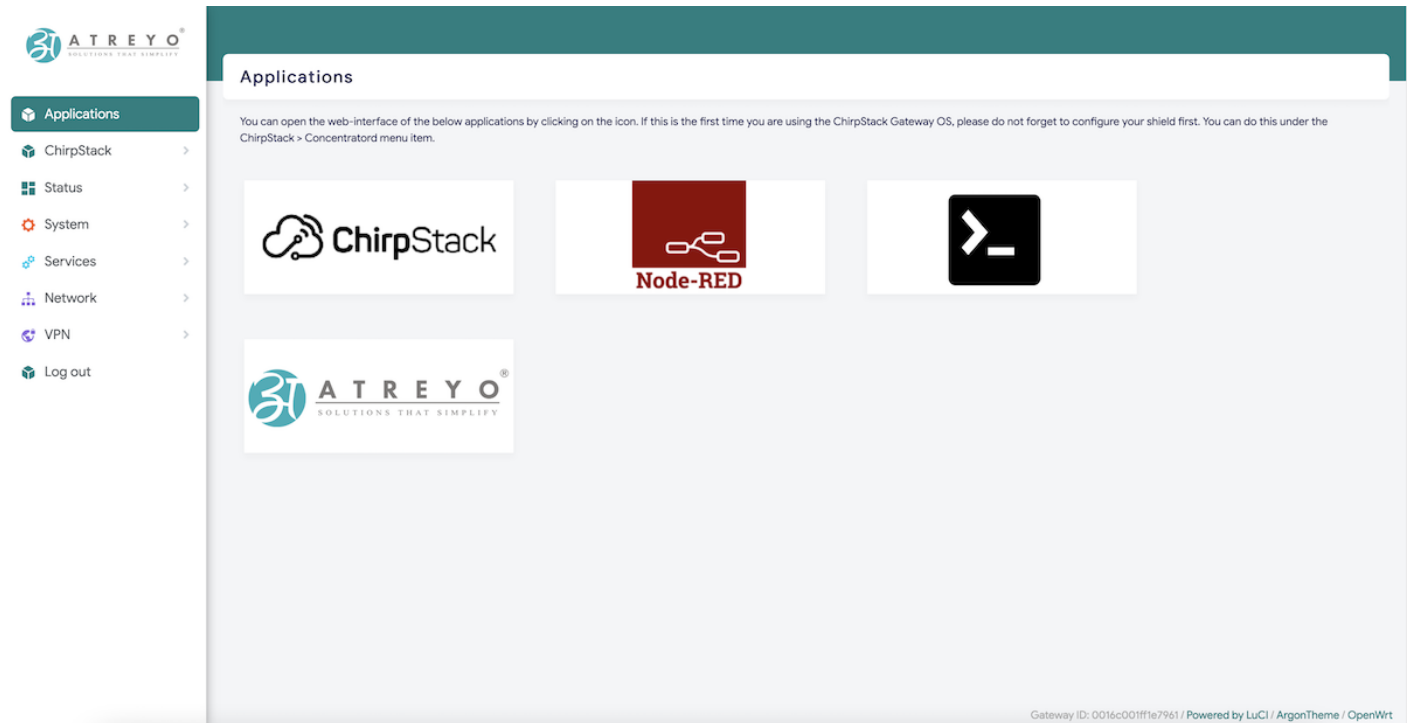 ATREYO®
SOLUTIONS THAT SIMPLIFY
Applications
ChirpStack
Status
System
Services
Network
VPN
Log out
Applications
You can open the web-interface of the below applications by clicking on the icon. If this is the first time you are using the ChirpStack Gateway OS, please do not forget to configure your shield first. You can do this under the
ChirpStack > Concentratord menu item.
ChirpStack
Node-RED
>_
ATREYO®
SOLUTIONS THAT SIMPLIFY
Gateway ID: 0016c001ff1e7961 / Powered by LuCI / ArgonTheme / OpenWrt